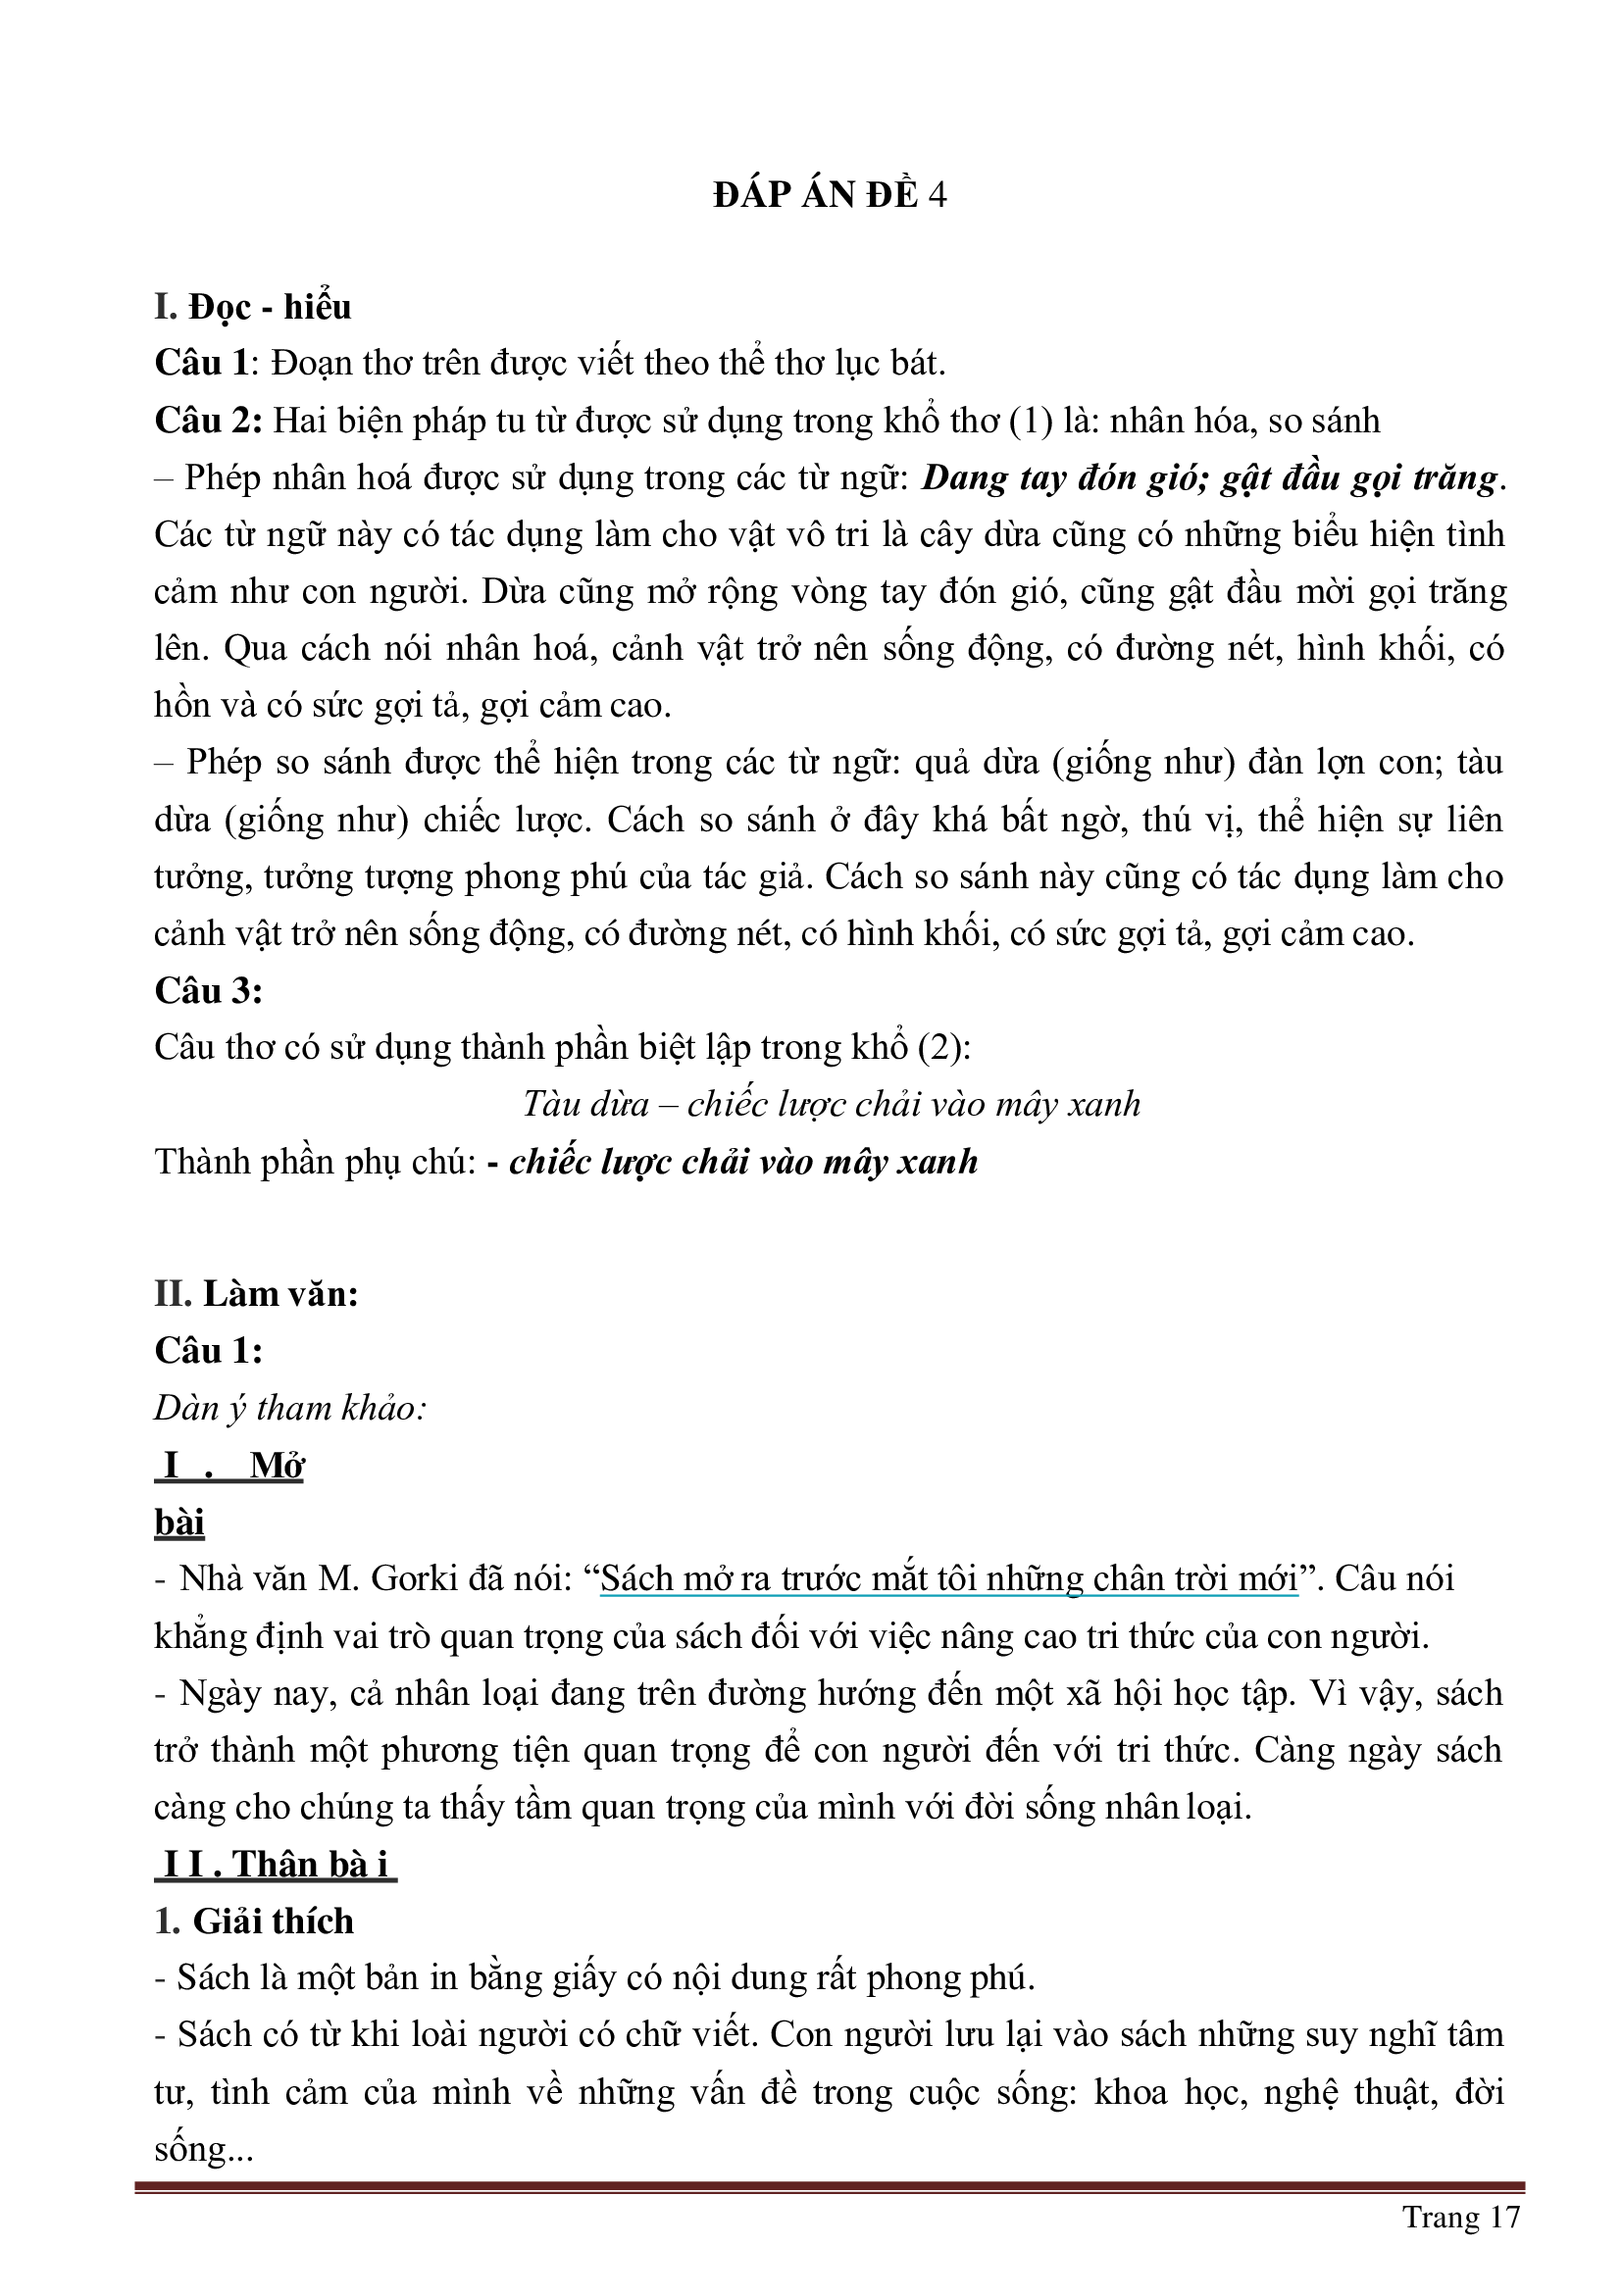 ĐÁP ÁN ĐỀ 4
I. Đọc - hiểu
Câu 1: Đoạn thơ trên được viết theo thể thơ lục bát.
Câu 2: Hai biện pháp tu từ được sử dụng trong khổ thơ (1) là: nhân hóa, so sánh
– Phép nhân hoá được sử dụng trong các từ ngữ: Dang tay đón gió; gật đầu gọi trăng.
Các từ ngữ này có tác dụng làm cho vật vô tri là cây dừa cũng có những biểu hiện tình
cảm như con người. Dừa cũng mở rộng vòng tay đón gió, cũng gật đầu mời gọi trăng
lên. Qua cách nói nhân hoá, cảnh vật trở nên sống động, có đường nét, hình khối, có
hồn và có sức gợi tả, gợi cảm cao.
– Phép so sánh được thể hiện trong các từ ngữ: quả dừa (giống như) đàn lợn con; tàu
dừa (giống như) chiếc lược. Cách so sánh ở đây khá bất ngờ, thú vị, thể hiện sự liên
tưởng, tưởng tượng phong phú của tác giả. Cách so sánh này cũng có tác dụng làm cho
cảnh vật trở nên sống động, có đường nét, có hình khối, có sức gợi tả, gợi cảm cao.
Câu 3:
Câu thơ có sử dụng thành phần biệt lập trong khổ (2):
Tàu dừa – chiếc lược chải vào mây xanh
Thành phần phụ chú: - chiếc lược chải vào mây xanh
II. Làm văn:
Câu 1:
Dàn ý tham khảo:
I . Mở
bài
- Nhà văn M. Gorki đã nói: “Sách mở ra trước mắt tôi những chân trời mới”. Câu nói
khẳng định vai trò quan trọng của sách đối với việc nâng cao tri thức của con người.
- Ngày nay, cả nhân loại đang trên đường hướng đến một xã hội học tập. Vì vậy, sách
trở thành một phương tiện quan trọng để con người đến với tri thức. Càng ngày sách
càng cho chúng ta thấy tầm quan trọng của mình với đời sống nhân loại.
I I . Thân bà i
1. Giải thích
- Sách là một bản in bằng giấy có nội dung rất phong phú.
- Sách có từ khi loài người có chữ viết. Con người lưu lại vào sách những suy nghĩ tâm
tư, tình cảm của mình về những vấn đề trong cuộc sống: khoa học, nghệ thuật, đời
sống...
Trang 17